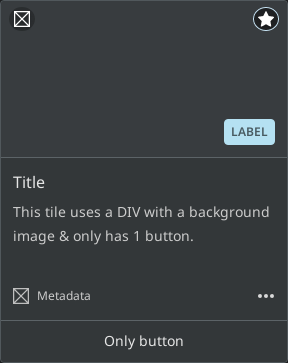 LABEL
Title
This tile uses a DIV with a background
image & only has 1 button.
Metadata
Only button